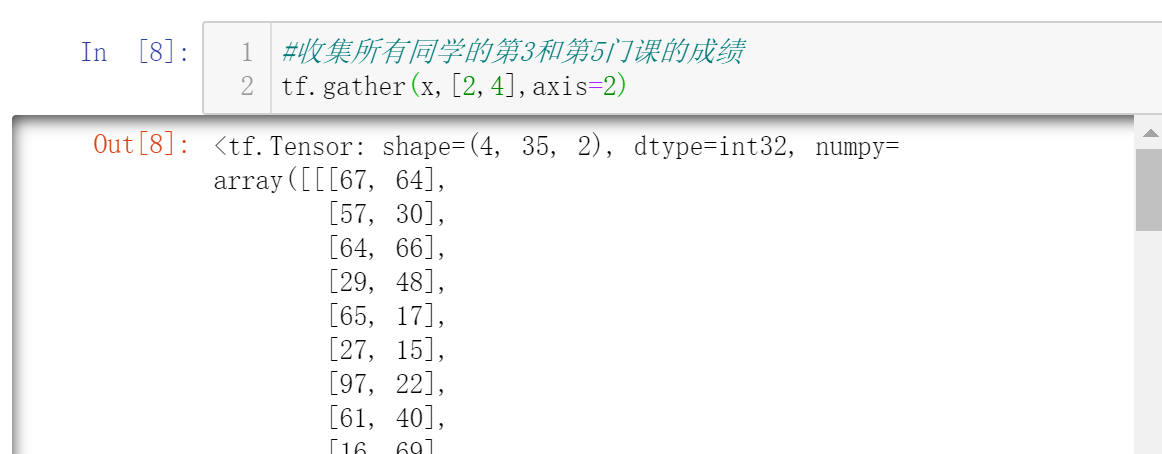 In [8]:
1 #收集所有同学的第3和第5门课的成绩
2 tf.gather(x,[2,4],axis=2)
Out[8]: <tf.Tensor: shape=(4, 35, 2), dtype=int32, numpy=
array([[[67, 64],
[57, 30],
[64, 66],
[29, 48],
[65, 17],
[27, 15],
[97, 22],
[61, 40],
[16, 69]